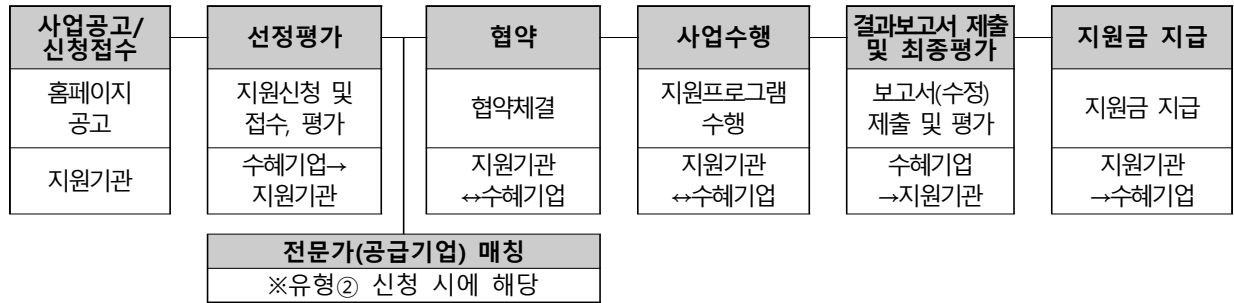 사업공고/
신청접수
홈페이지
공고
지원기관
선정평가
지원신청 및
접수, 평가
수혜기업→
지원기관
협약
협약체결
지원기관
↔수혜기업
사업수행
지원프로그램
수행
지원기관
↔수혜기업
결과보고서 제출
및 최종평가
보고서(수정)
제출 및 평가
수혜기업
→지원기관
지원금 지급
지원금 지급
지원기관
→수혜기업
전문가(공급기업) 매칭
※유형② 신청 시에 해당